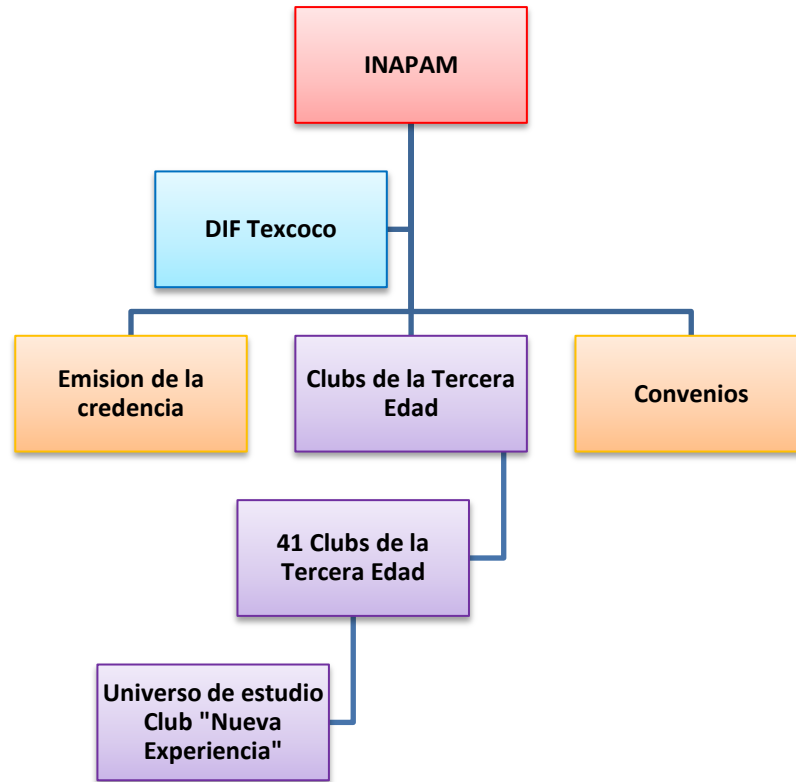 INAPAM
DIF Texcoco
Emision de la
credencia
Clubs de la Tercera
Edad
Convenios
41 Clubs de la
Tercera Edad
Universo de estudio
Club "Nueva
Experiencia"